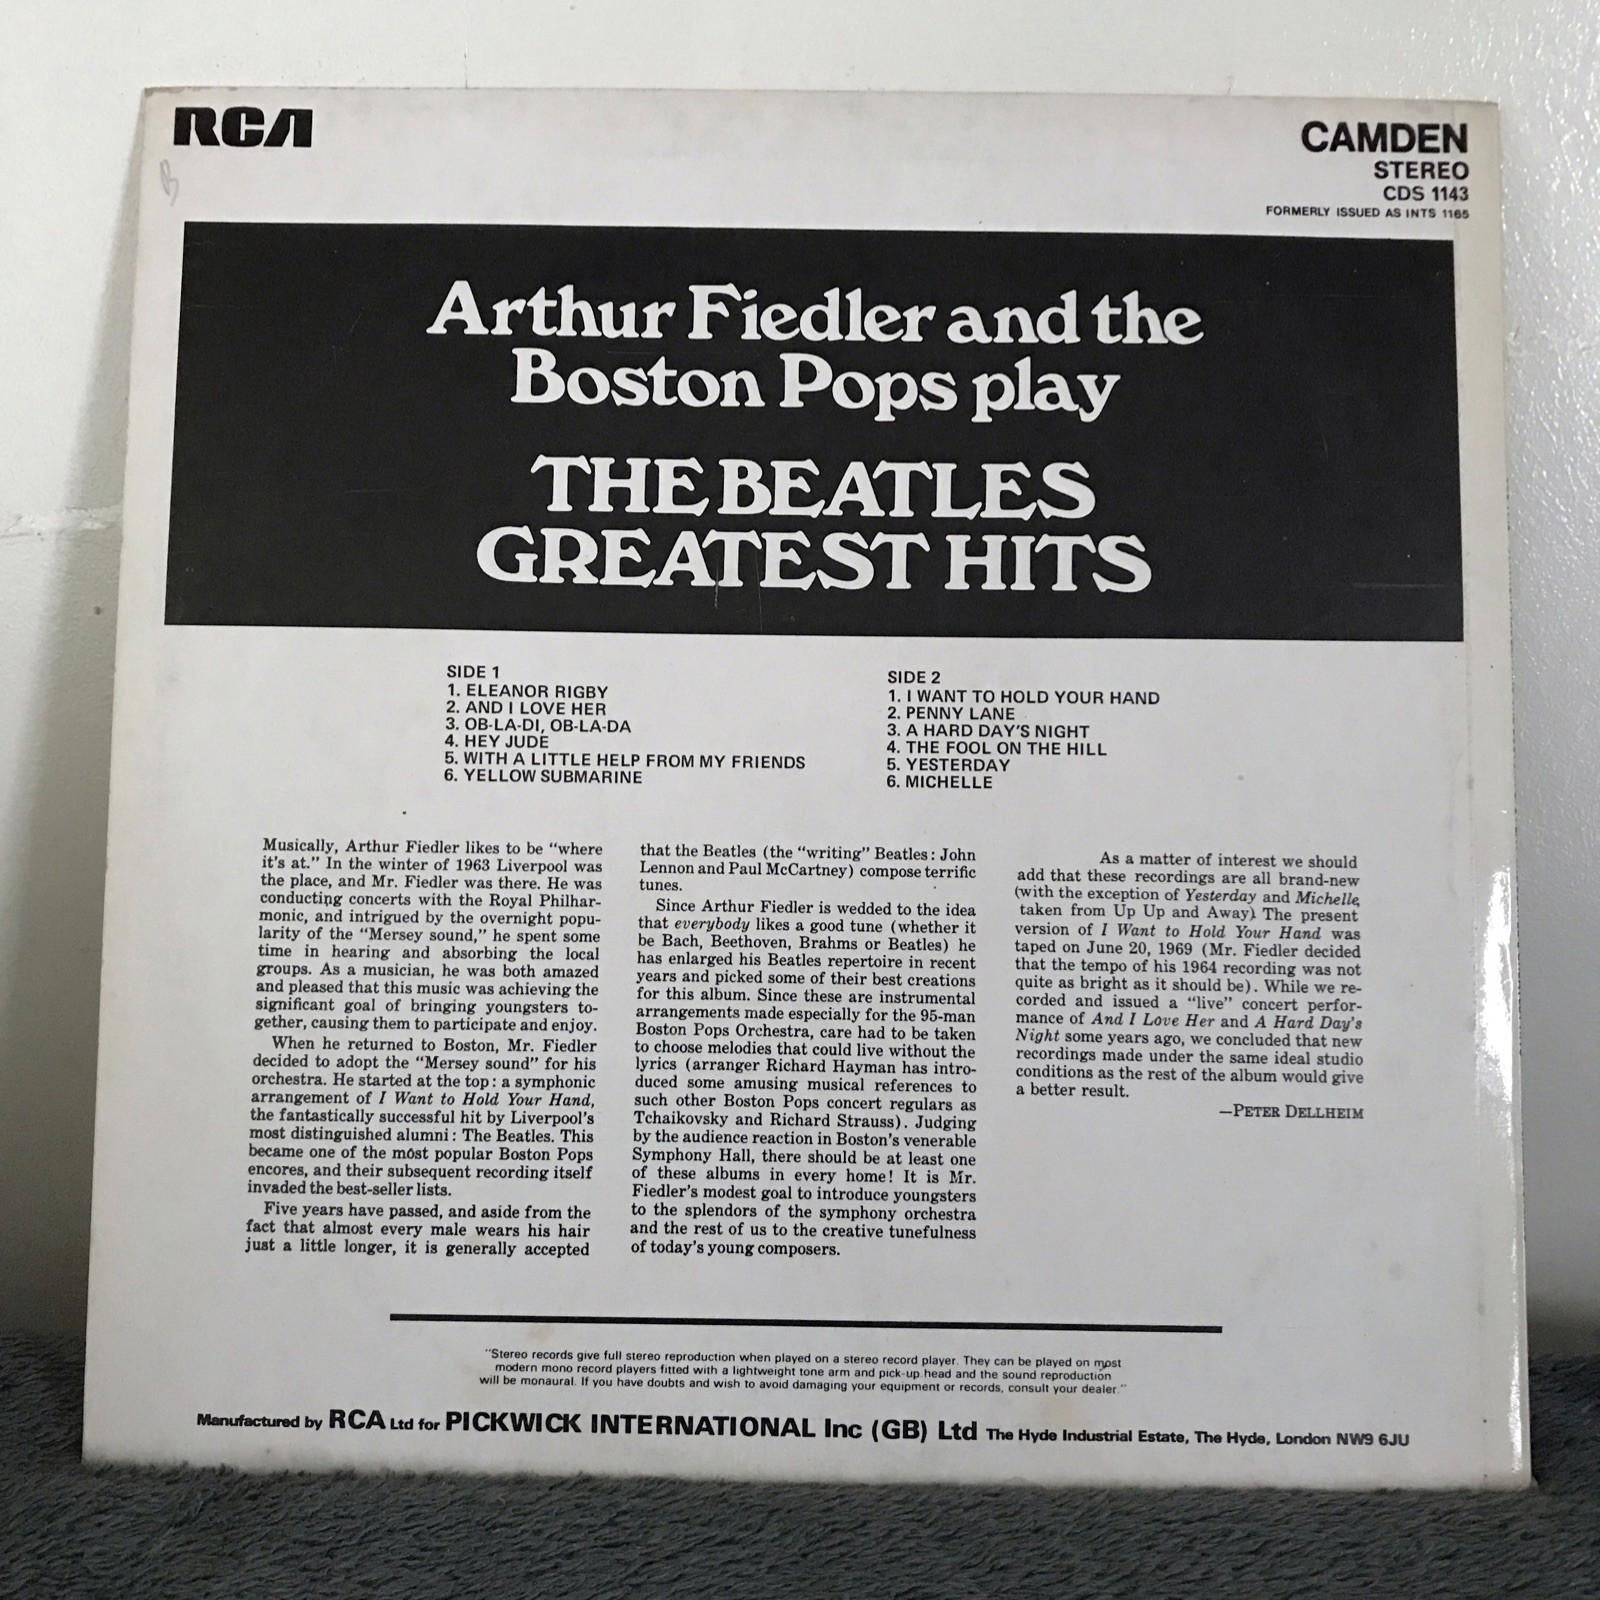 RCA
B
CAMDEN
STEREO
CDS 1143
FORMERLY ISSUED AS INTS 1165
Arthur Fiedler and the
Boston Pops play
THE BEATLES
GREATEST HITS
SIDE 1
1. ELEANOR RIGBY
2. AND I LOVE HER
3. OB-LA-DI, OB-LA-DA
4. HEY JUDE
5. WITH A LITTLE HELP FROM MY FRIENDS
6. YELLOW SUBMARINE
SIDE 2
1. I WANT TO HOLD YOUR HAND
2. PENNY LANE
3. A HARD DAY'S NIGHT
4. THE FOOL ON THE HILL
5. YESTERDAY
6. MICHELLE
Musically, Arthur Fiedler likes to be "where
it's at." In the winter of 1963 Liverpool was
the place, and Mr. Fiedler was there. He was
conducting concerts with the Royal Philhar-
monic, and intrigued by the overnight popu-
larity of the "Mersey sound," he spent some
time in hearing and absorbing the local
groups. As a musician, he was both amazed
and pleased that this music was achieving the
significant goal of bringing youngsters to-
gether, causing them to participate and enjoy.
When he returned to Boston, Mr. Fiedler
decided to adopt the "Mersey sound" for his
orchestra. He started at the top: a symphonic
arrangement of I Want to Hold Your Hand,
the fantastically successful hit by Liverpool's
most distinguished alumni: The Beatles. This
became one of the most popular Boston Pops
encores, and their subsequent recording itself
invaded the best-seller lists.
Five years have passed, and aside from the
fact that almost every male wears his hair
just a little longer, it is generally accepted
that the Beatles (the "writing" Beatles: John
Lennon and Paul McCartney) compose terrific
tunes.
Since Arthur Fiedler is wedded to the idea
that everybody likes a good tune (whether it
be Bach, Beethoven, Brahms or Beatles) he
has enlarged his Beatles repertoire in recent
years and picked some of their best creations
for this album. Since these are instrumental
arrangements made especially for the 95-man
Boston Pops Orchestra, care had to be taken
to choose melodies that could live without the
lyrics (arranger Richard Hayman has intro-
duced some amusing musical references to
such other Boston Pops concert regulars as
Tchaikovsky and Richard Strauss). Judging
by the audience reaction in Boston's venerable
Symphony Hall, there should be at least one
of these albums in every home! It is Mr.
Fiedler's modest goal to introduce youngsters
to the splendors of the symphony orchestra
and the rest of us to the creative tunefulness
of today's young composers.
As a matter of interest we should
add that these recordings are all brand-new
(with the exception of Yesterday and Michelle,
taken from Up Up and Away). The present
version of I Want to Hold Your Hand was
taped on June 20, 1969 (Mr. Fiedler decided
that the tempo of his 1964 recording was not
quite as bright as it should be). While we re-
corded and issued a "live" concert perfor-
mance of And I Love Her and A Hard Day's
Night some years ago, we concluded that new
recordings made under the same ideal studio
conditions as the rest of the album would give
a better result.
—PETER DELLHEIM
"Stereo records give full stereo reproduction when played on a stereo record player. They can be played on most
modern mono record players fitted with a lightweight tone arm and pick-up head and the sound reproduction
will be monaural. If you have doubts and wish to avoid damaging your equipment or records, consult your dealer."
Manufactured by RCA Ltd for PICKWICK INTERNATIONAL Inc (GB) Ltd The Hyde Industrial Estate, The Hyde, London NW9 6JU